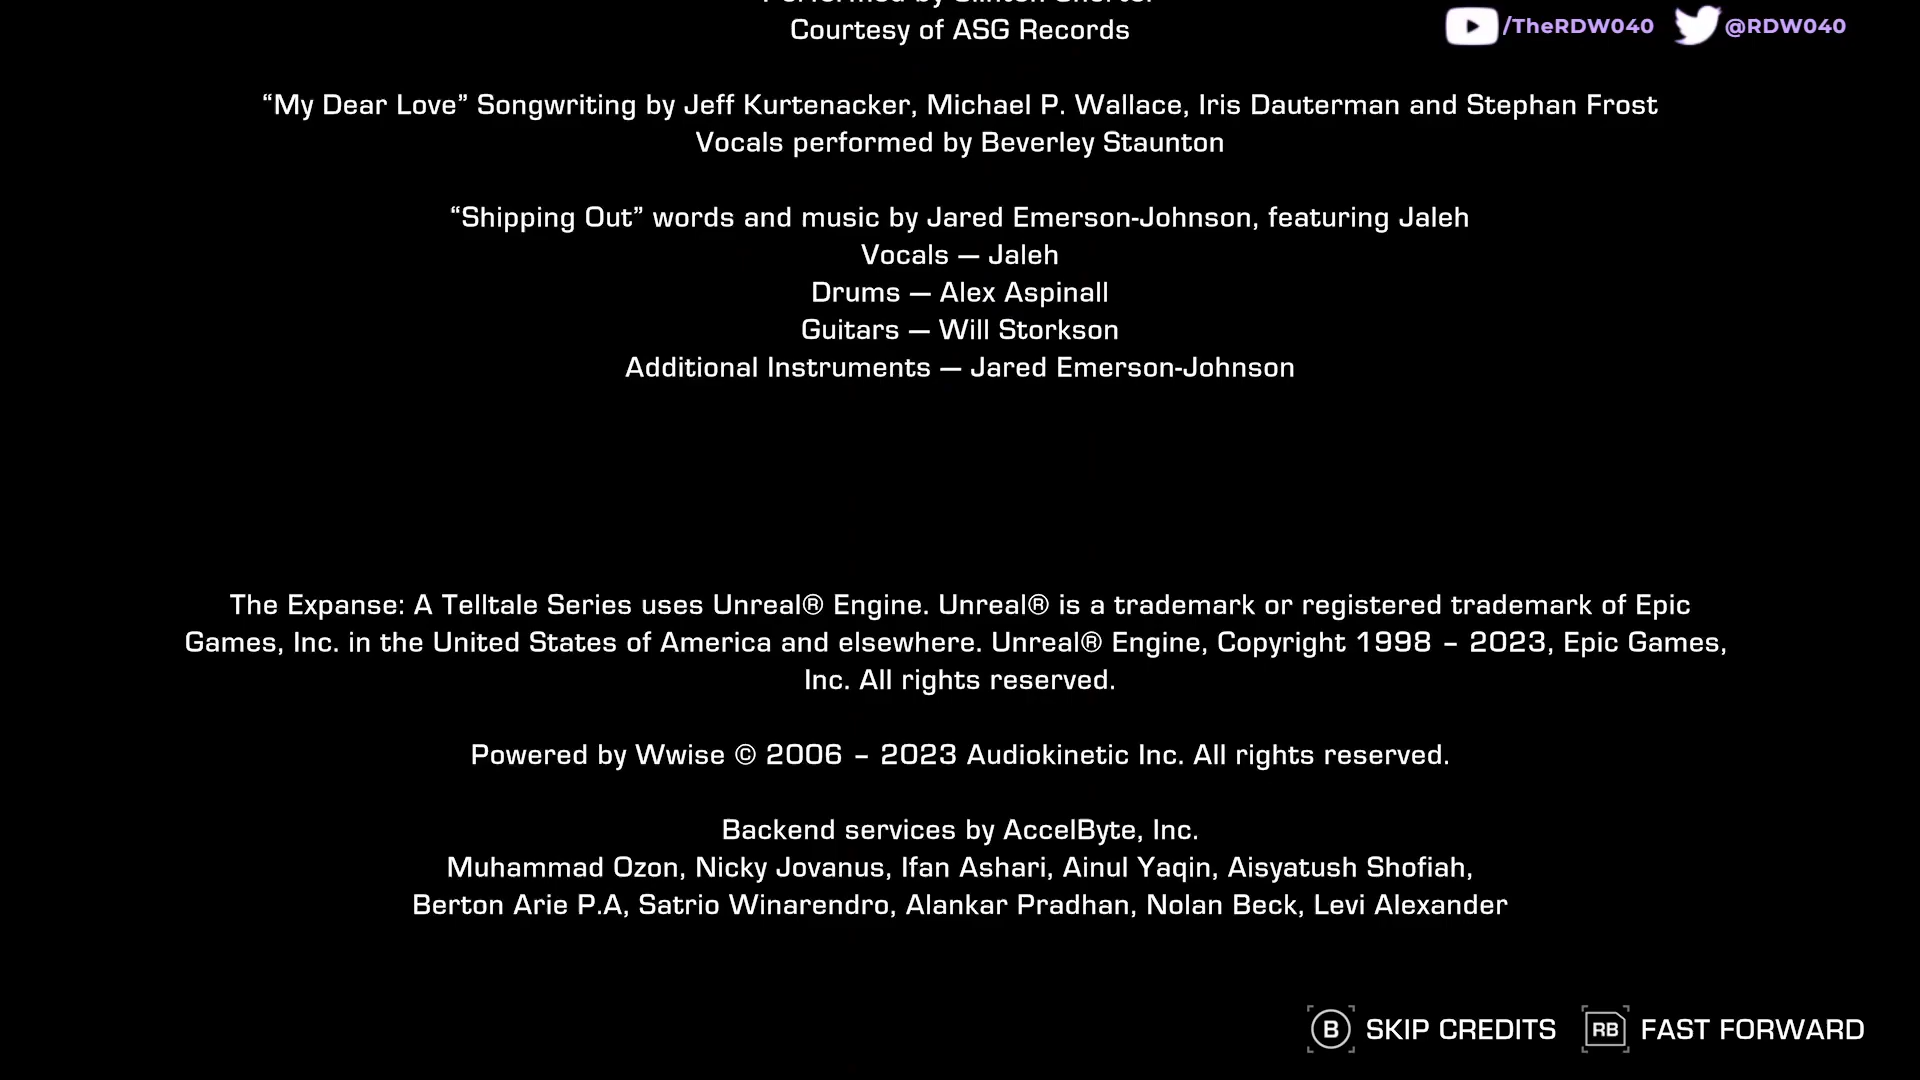 Performed by Clinton Shorter
Courtesy of ASG Records
/TheRDW040 @RDW040
“My Dear Love” Songwriting by Jeff Kurtenacker, Michael P. Wallace, Iris Dauterman and Stephan Frost
Vocals performed by Beverley Staunton
“Shipping Out” words and music by Jared Emerson-Johnson, featuring Jaleh
Vocals — Jaleh
Drums — Alex Aspinall
Guitars — Will Storkson
Additional Instruments — Jared Emerson-Johnson
The Expanse: A Telltale Series uses Unreal® Engine. Unreal® is a trademark or registered trademark of Epic
Games, Inc. in the United States of America and elsewhere. Unreal® Engine, Copyright 1998 – 2023, Epic Games,
Inc. All rights reserved.
Powered by Wwise © 2006 – 2023 Audiokinetic Inc. All rights reserved.
Backend services by AccelByte, Inc.
Muhammad Ozon, Nicky Jovanus, Ifan Ashari, Ainul Yaqin, Aisyatush Shofiah,
Berton Arie P.A, Satrio Winarendro, Alankar Pradhan, Nolan Beck, Levi Alexander
B SKIP CREDITS RB FAST FORWARD